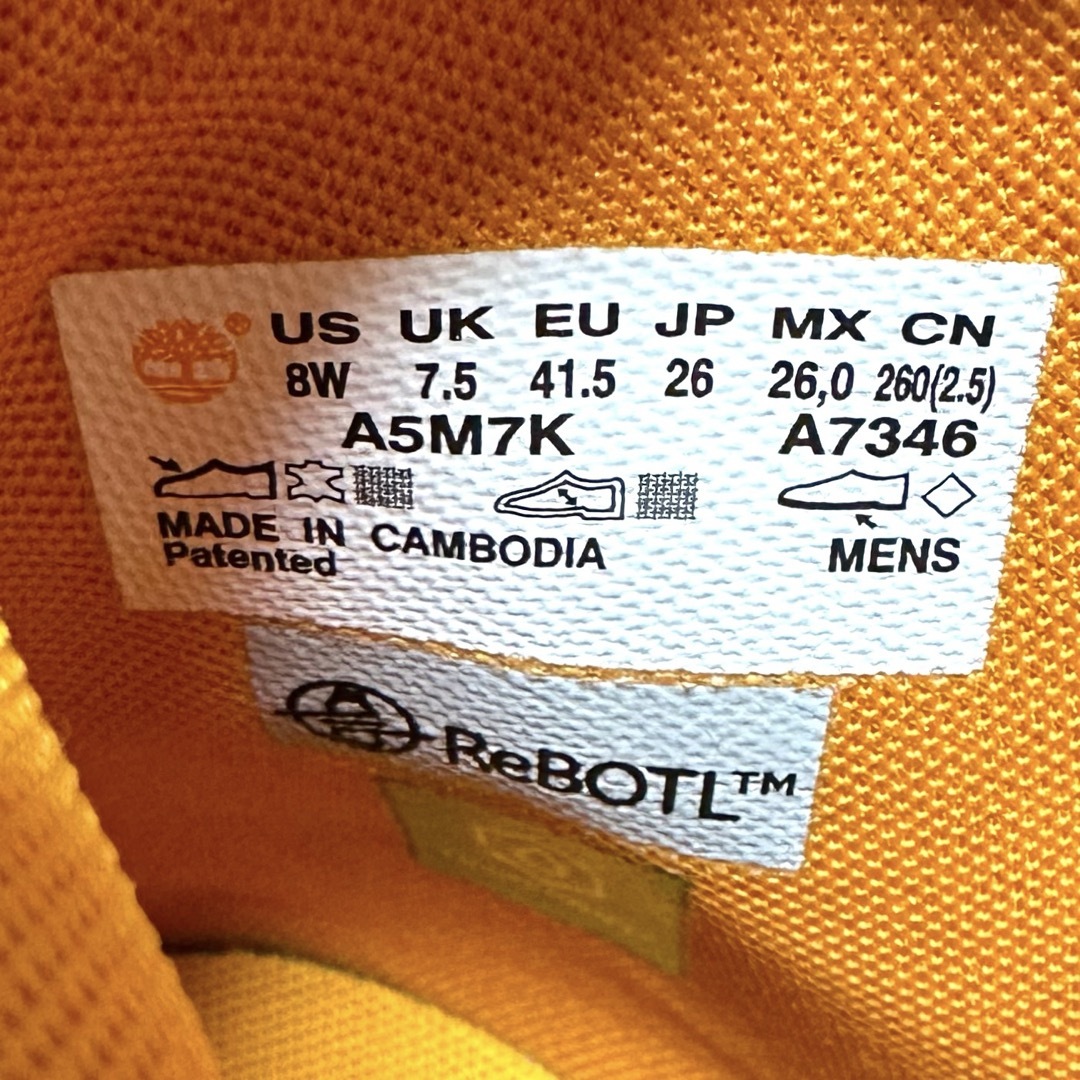 ® US UK EU JP MX CN
8W 7.5 41.5 26 26,0 260(2.5)
A5M7K A7346
MADE IN CAMBODIA MENS
Patented
ReBOTL™